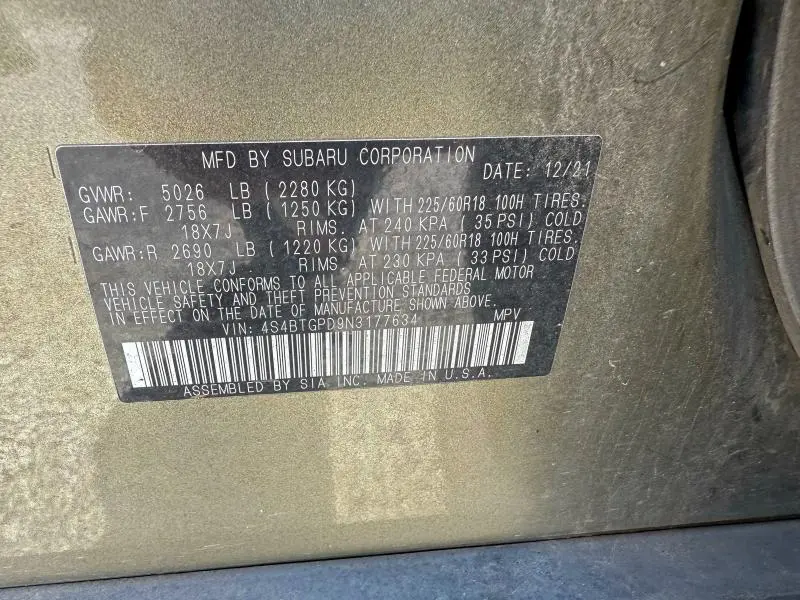 MFD BY SUBARU CORPORATION
DATE: 12/21
GVWR: 5026 LB (2280 KG)
GAWR:F 2756 LB (1250 KG) WITH 225/60R18 100H TIRES.
18X7J RIMS. AT 240 KPA (35 PSI) COLD
GAWR:R 2690 LB (1220 KG) WITH 225/60R18 100H TIRES.
18X7J RIMS. AT 230 KPA (33 PSI) COLD
THIS VEHICLE CONFORMS TO ALL APPLICABLE FEDERAL MOTOR
VEHICLE SAFETY AND THEFT PREVENTION STANDARDS
IN EFFECT ON THE DATE OF MANUFACTURE SHOWN ABOVE.
VIN: 4S4BTGPD9N3177634 MPV
ASSEMBLED BY SIA INC. MADE IN U.S.A.